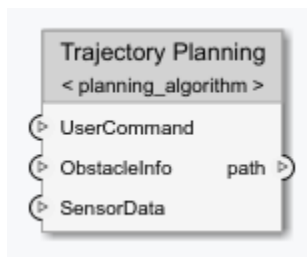 Trajectory Planning
< planning_algorithm >
UserCommand
ObstacleInfo path
SensorData